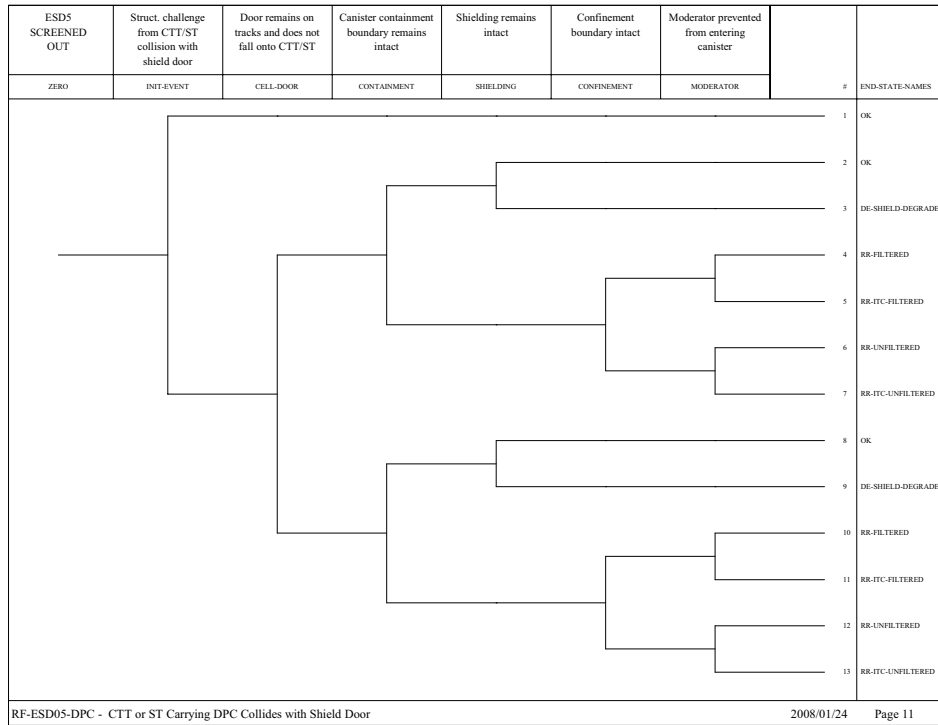 ESD5
SCREENED
OUT
Struct. challenge
from CTT/ST
collision with
shield door
Door remains on
tracks and does not
fall onto CTT/ST
Canister containment
boundary remains
intact
Shielding remains
intact
Confinement
boundary intact
Moderator prevented
from entering
canister
ZERO
INIT-EVENT
CELL-DOOR
CONTAINMENT
SHIELDING
CONFINEMENT
MODERATOR
#
END-STATE-NAMES
1 OK
2 OK
3 DE-SHIELD-DEGRADE
4 RR-FILTERED
5 RR-ITC-FILTERED
6 RR-UNFILTERED
7 RR-ITC-UNFILTERED
8 OK
9 DE-SHIELD-DEGRADE
10 RR-FILTERED
11 RR-ITC-FILTERED
12 RR-UNFILTERED
13 RR-ITC-UNFILTERED
RF-ESD05-DPC - CTT or ST Carrying DPC Collides with Shield Door 2008/01/24 Page 11